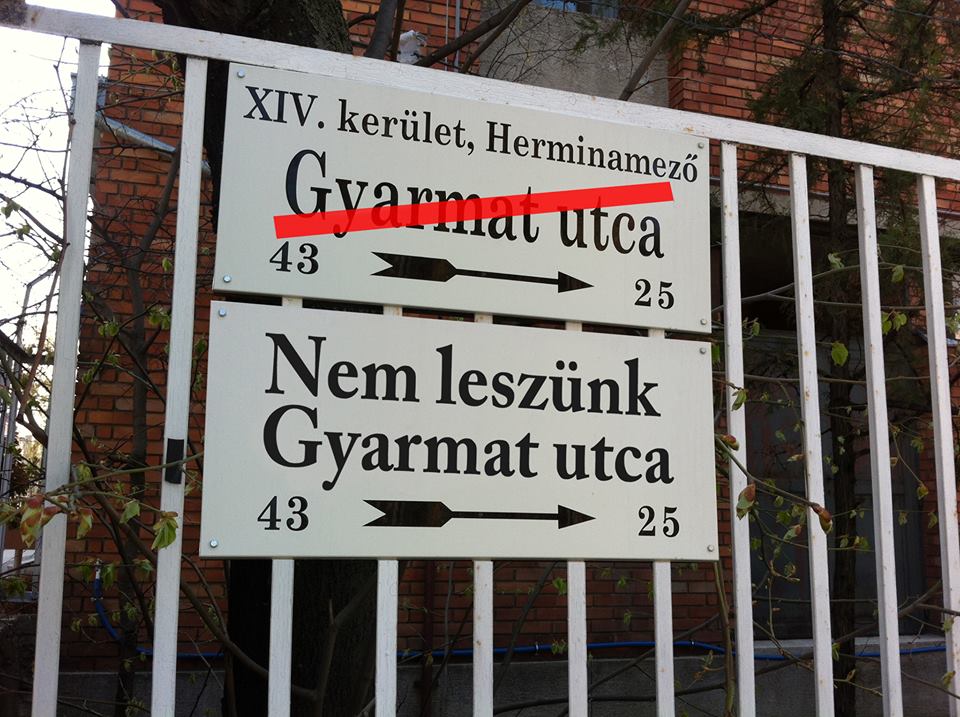 XIV. kerület, Herminamező
Gyarmat utca
43 25
Nem leszünk
Gyarmat utca
43 25